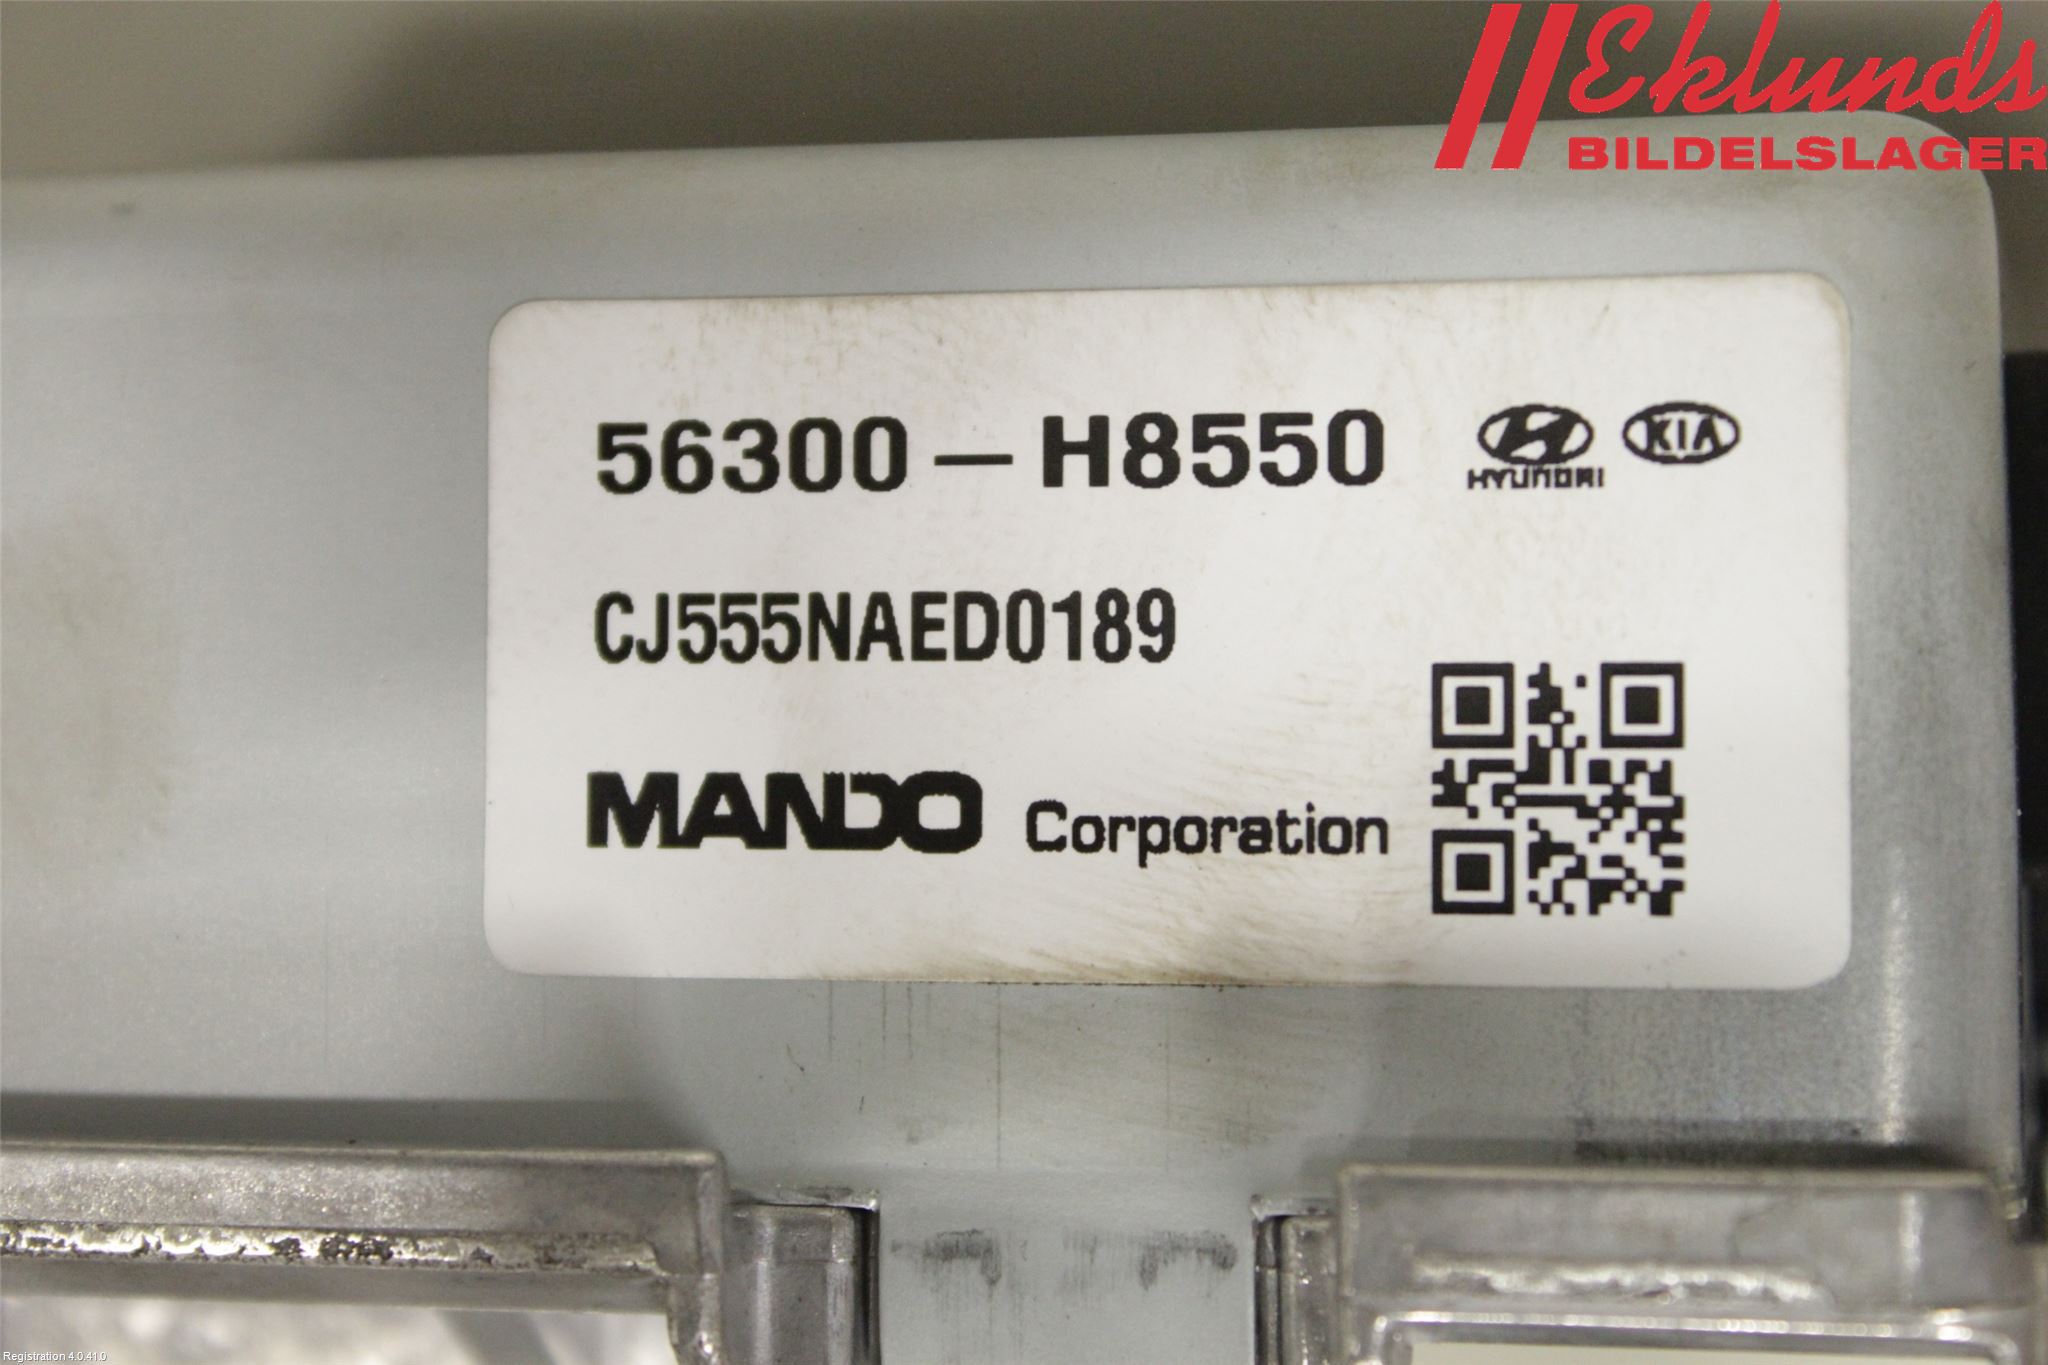 Eklunds
BILDELSLAGER
56300-H8550
HYUNDAI
KIA
CJ555NAED0189
MANDO Corporation
Registration 4.0.41.0